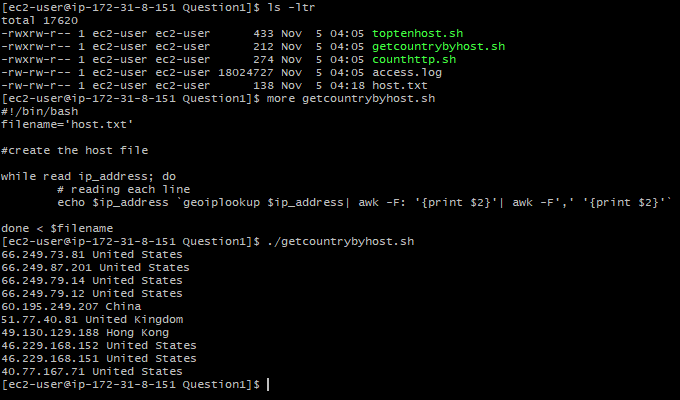 [ec2-user@ip-172-31-8-151 Question1]$ ls -ltr
total 17620
-rwxrw-r-- 1 ec2-user ec2-user      433 Nov  5 04:05 toptenhost.sh
-rwxrw-r-- 1 ec2-user ec2-user      212 Nov  5 04:05 getcountrybyhost.sh
-rwxrw-r-- 1 ec2-user ec2-user      274 Nov  5 04:05 counthttp.sh
-rw-rw-r-- 1 ec2-user ec2-user 18024727 Nov  5 04:05 access.log
-rw-rw-r-- 1 ec2-user ec2-user      138 Nov  5 04:18 host.txt
[ec2-user@ip-172-31-8-151 Question1]$ more getcountrybyhost.sh
#!/bin/bash
filename='host.txt'
#create the host file
while read ip_address; do
        # reading each line
        echo $ip_address `geoiplookup $ip_address| awk -F: '{print $2}'| awk -F',' '{print $2}'`
done < $filename
[ec2-user@ip-172-31-8-151 Question1]$ ./getcountrybyhost.sh
66.249.73.81 United States
66.249.87.201 United States
66.249.79.14 United States
66.249.79.12 United States
60.195.249.207 China
51.77.40.81 United Kingdom
49.130.129.188 Hong Kong
46.229.168.152 United States
46.229.168.151 United States
40.77.167.71 United States
[ec2-user@ip-172-31-8-151 Question1]$